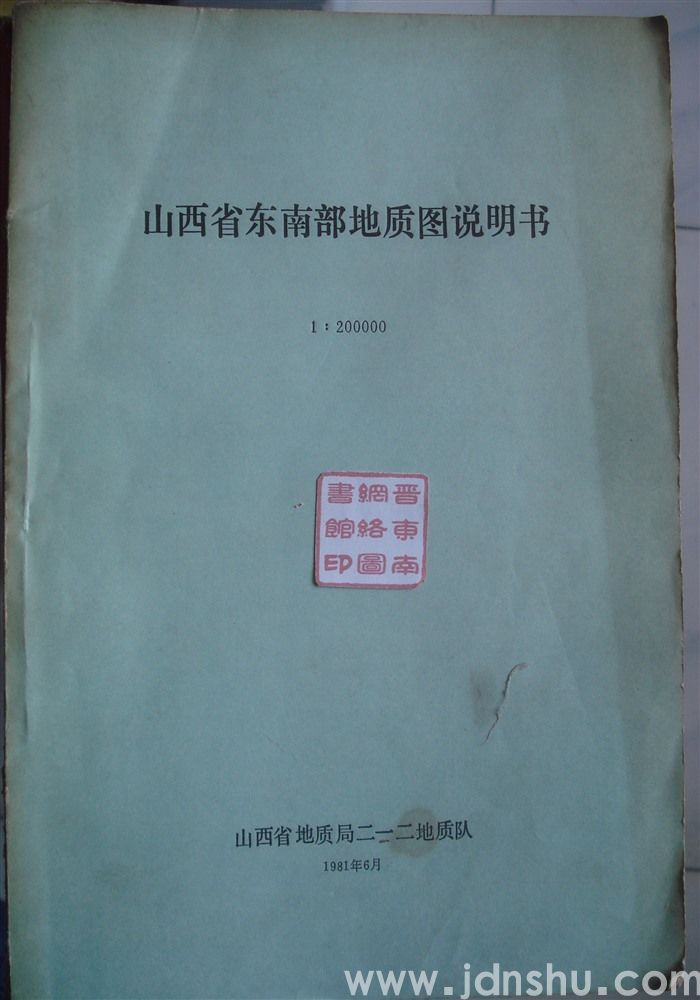 山西省东南部地质图说明书
1：200000
晋東南
網絡圖
書館印
山西省地质局二一二地质队
1981年6月
www.jdnshu.com